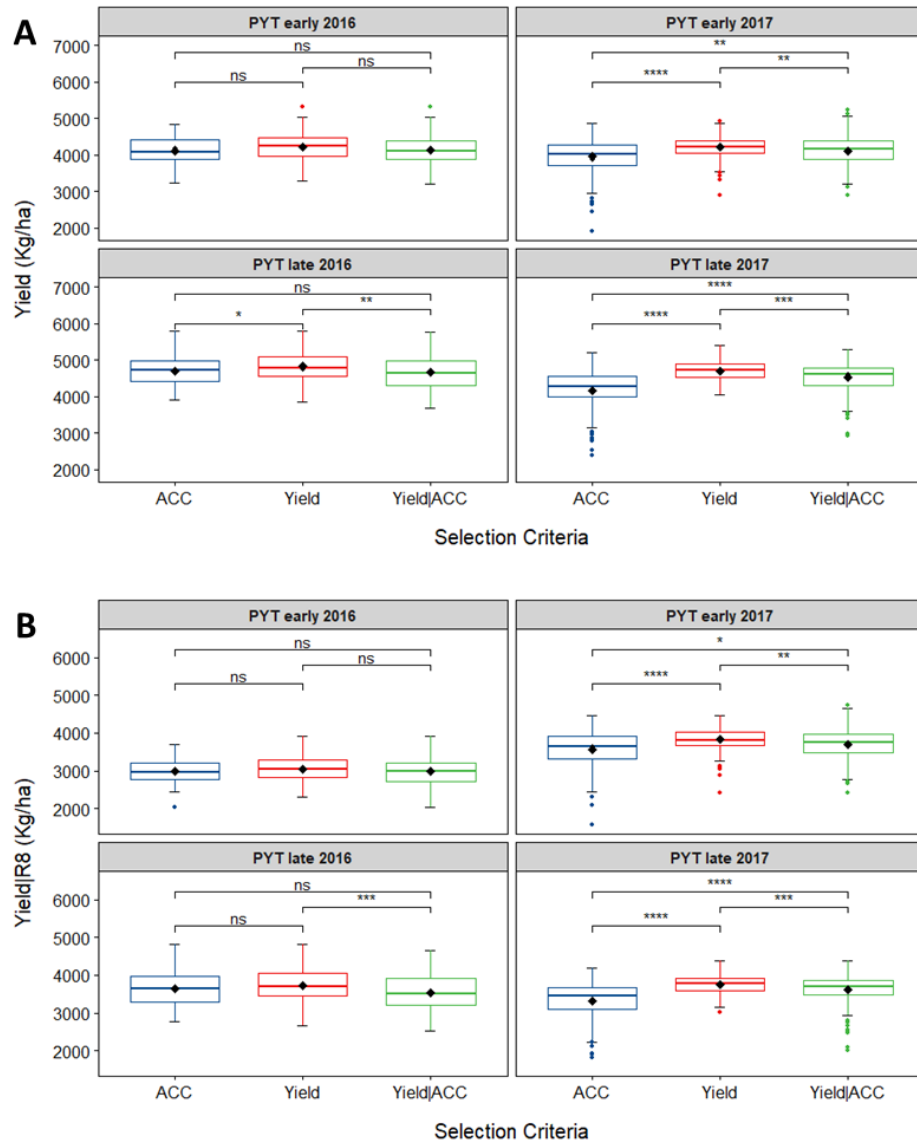 A
PYT early 2016
PYT early 2017
Yield (Kg/ha)
7000
6000
5000
4000
3000
2000
ns
ns
ns
**
****
**
PYT late 2016
PYT late 2017
7000
6000
5000
4000
3000
2000
ns
*
**
****
****
***
ACC
Yield
Yield|ACC
ACC
Yield
Yield|ACC
Selection Criteria
B
PYT early 2016
PYT early 2017
Yield|R8 (Kg/ha)
6000
5000
4000
3000
2000
ns
ns
ns
*
****
**
PYT late 2016
PYT late 2017
6000
5000
4000
3000
2000
ns
ns
***
****
****
***
ACC
Yield
Yield|ACC
ACC
Yield
Yield|ACC
Selection Criteria